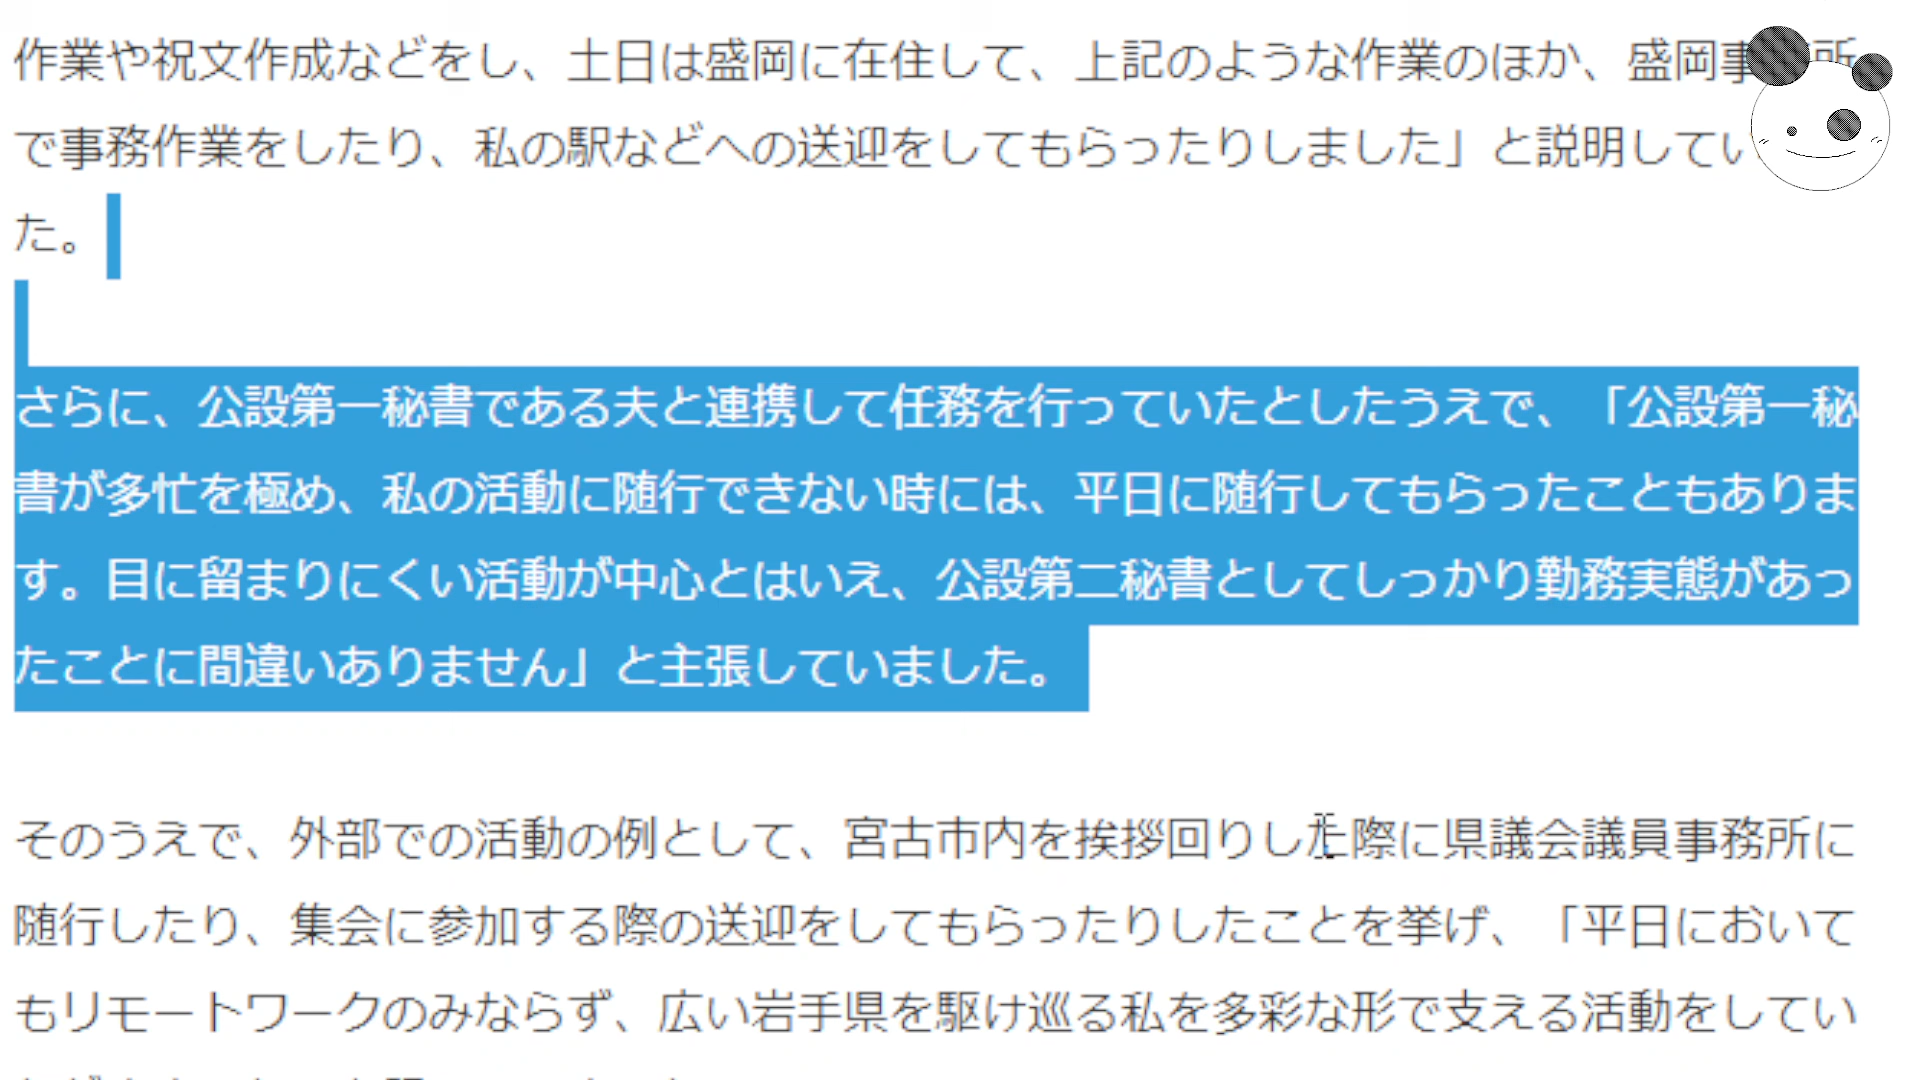 作業や祝文作成などをし、土日は盛岡に在住して、上記のような作業のほか、盛岡事 所
で事務作業をしたり、私の駅などへの送迎をしてもらったりしました」と説明してい
た。
さらに、公設第一秘書である夫と連携して任務を行っていたとしたうえで、「公設第一秘
書が多忙を極め、私の活動に随行できない時には、平日に随行してもらったこともありま
す。目に留まりにくい活動が中心とはいえ、公設第二秘書としてしっかり勤務実態があっ
たことに間違いありません」と主張していました。
そのうえで、外部での活動の例として、宮古市内を挨拶回りした際に県議会議員事務所に
随行したり、集会に参加する際の送迎をしてもらったりしたことを挙げ、「平日において
もリモートワークのみならず、広い岩手県を駆け巡る私を多彩な形で支える活動をしてい